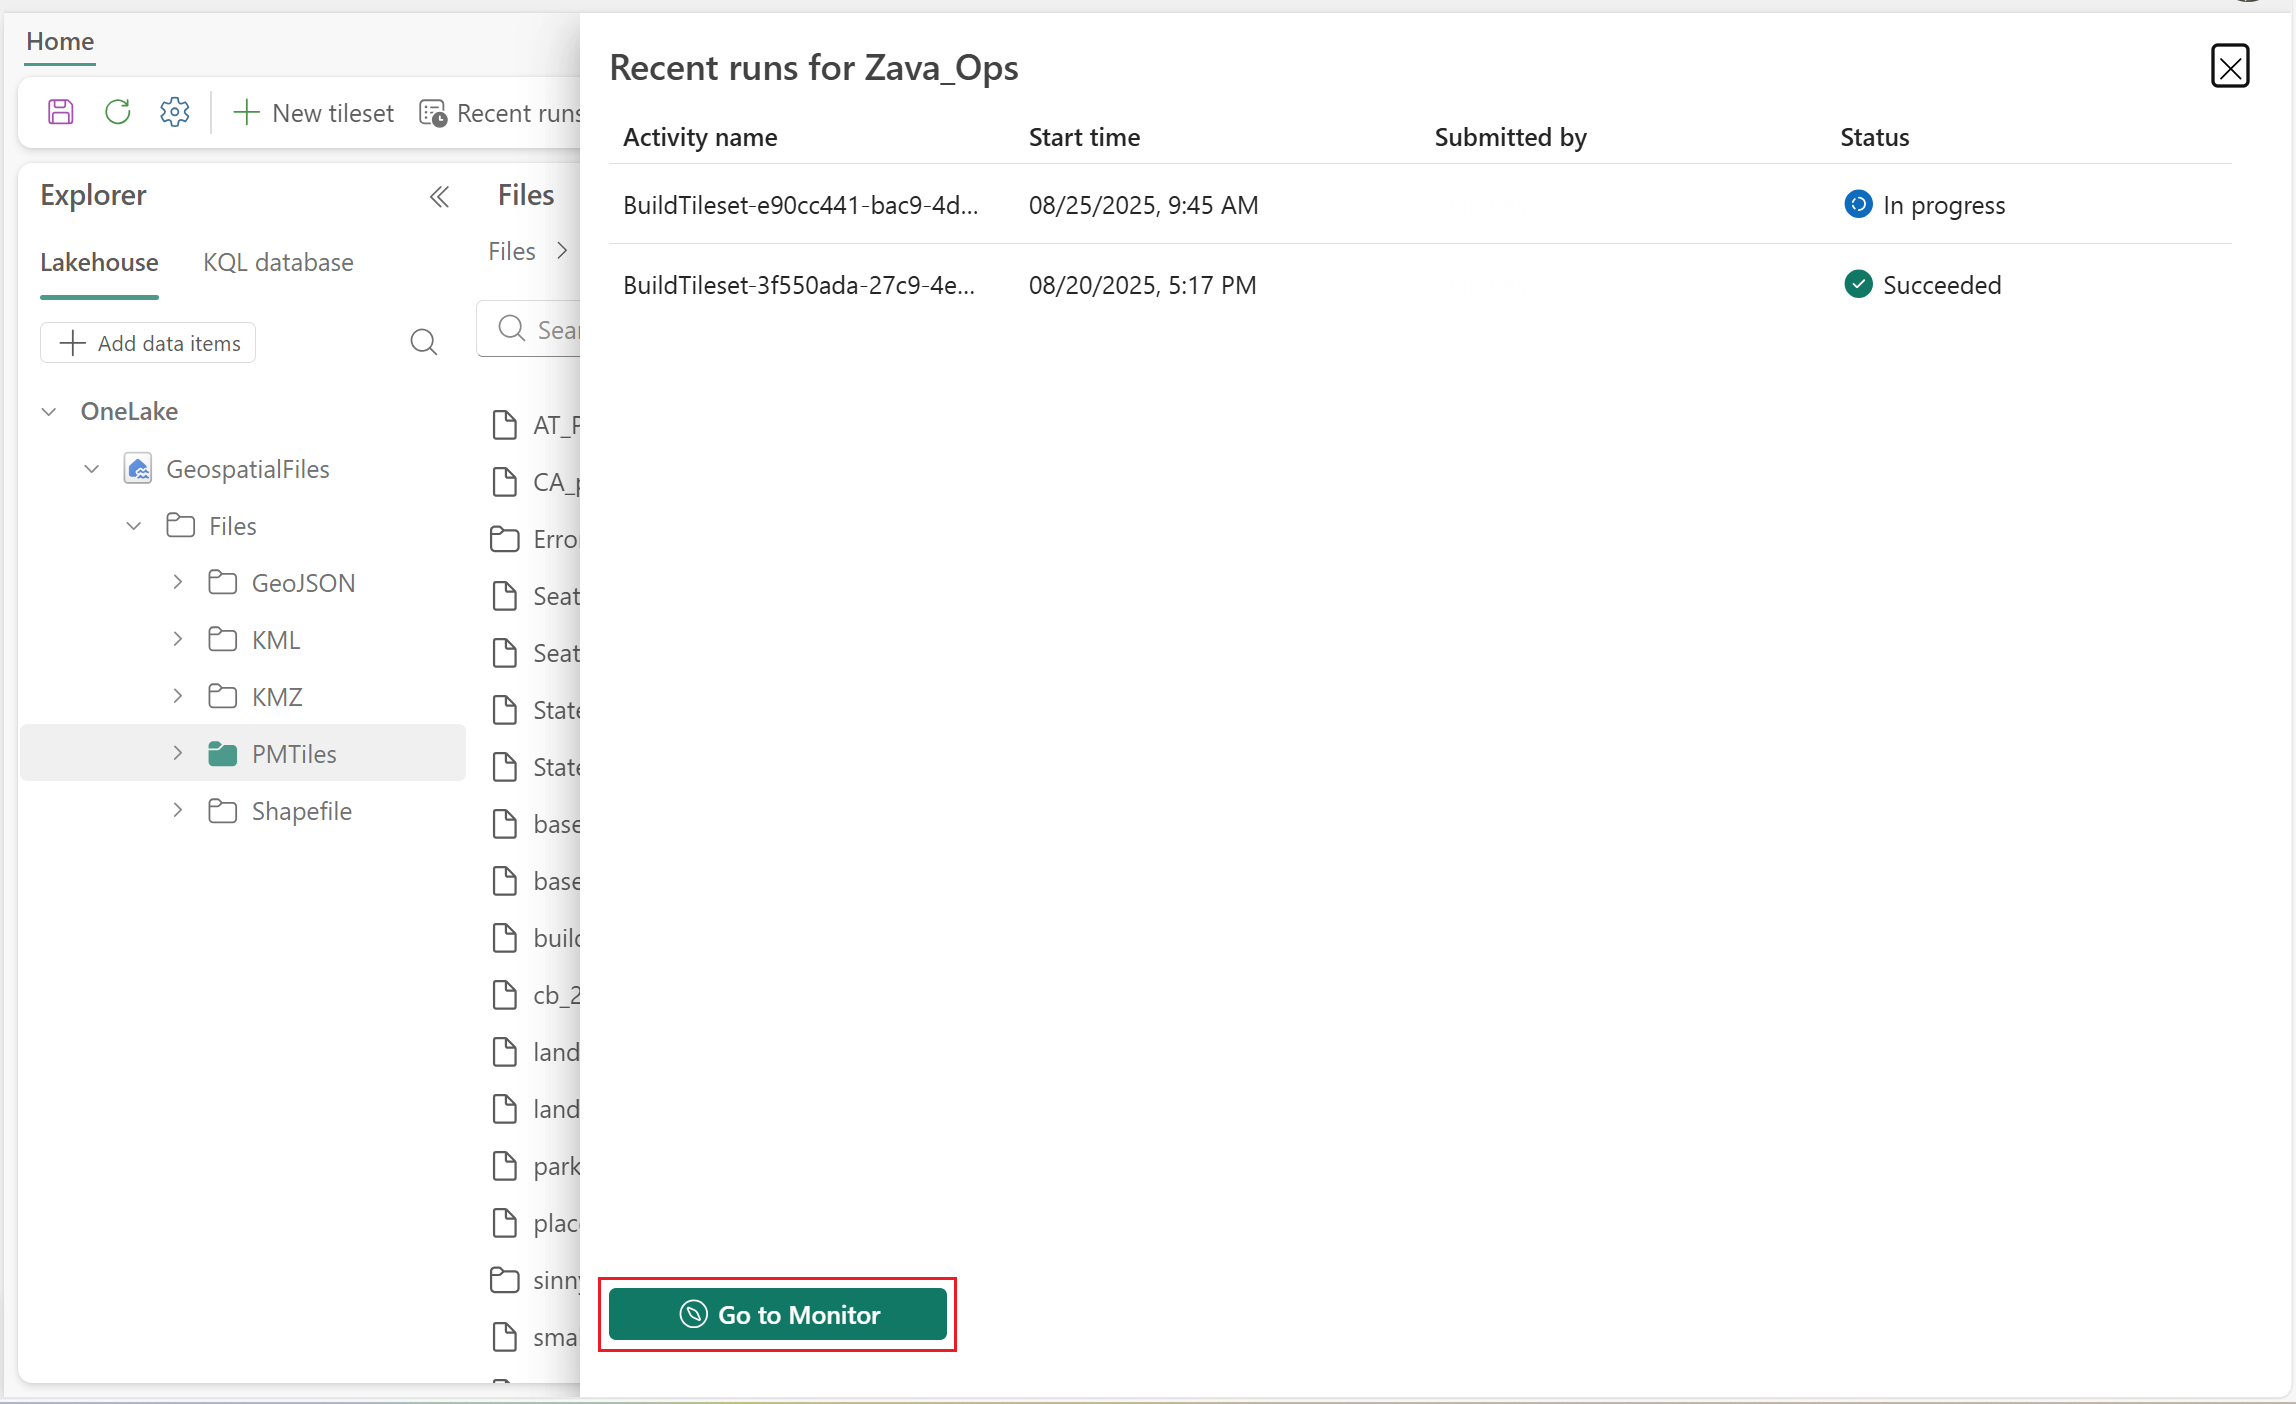 Home
New tileset
Recent runs
Explorer
Lakehouse
KQL database
Add data items
OneLake
GeospatialFiles
Files
GeoJSON
KML
KMZ
PMTiles
Shapefile
Files
Files
Sea
AT_
CA_
Erro
Seat
Seat
State
State
base
base
build
cb_2
land
land
park
plac
sinny
sma
Recent runs for Zava_Ops
Activity name Start time Submitted by Status
BuildTileset-e90cc441-bac9-4d... 08/25/2025, 9:45 AM In progress
BuildTileset-3f550ada-27c9-4e... 08/20/2025, 5:17 PM Succeeded
Go to Monitor